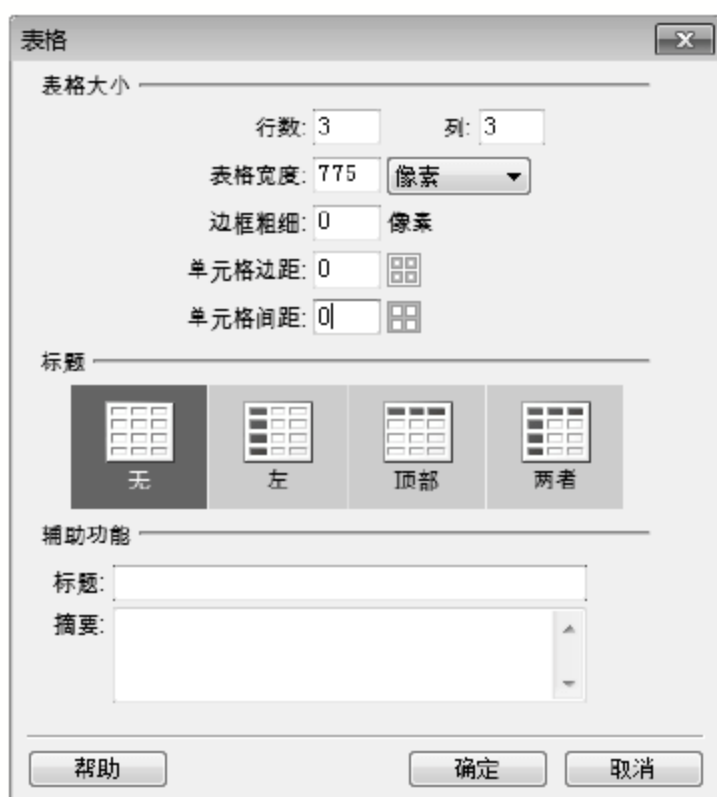 表格
表格大小
行数: 3 列: 3
表格宽度: 775 像素
边框粗细: 0 像素
单元格边距: 0
单元格间距: 0
标题
无 左 顶部 两者
辅助功能
标题:
摘要:
帮助 确定 取消